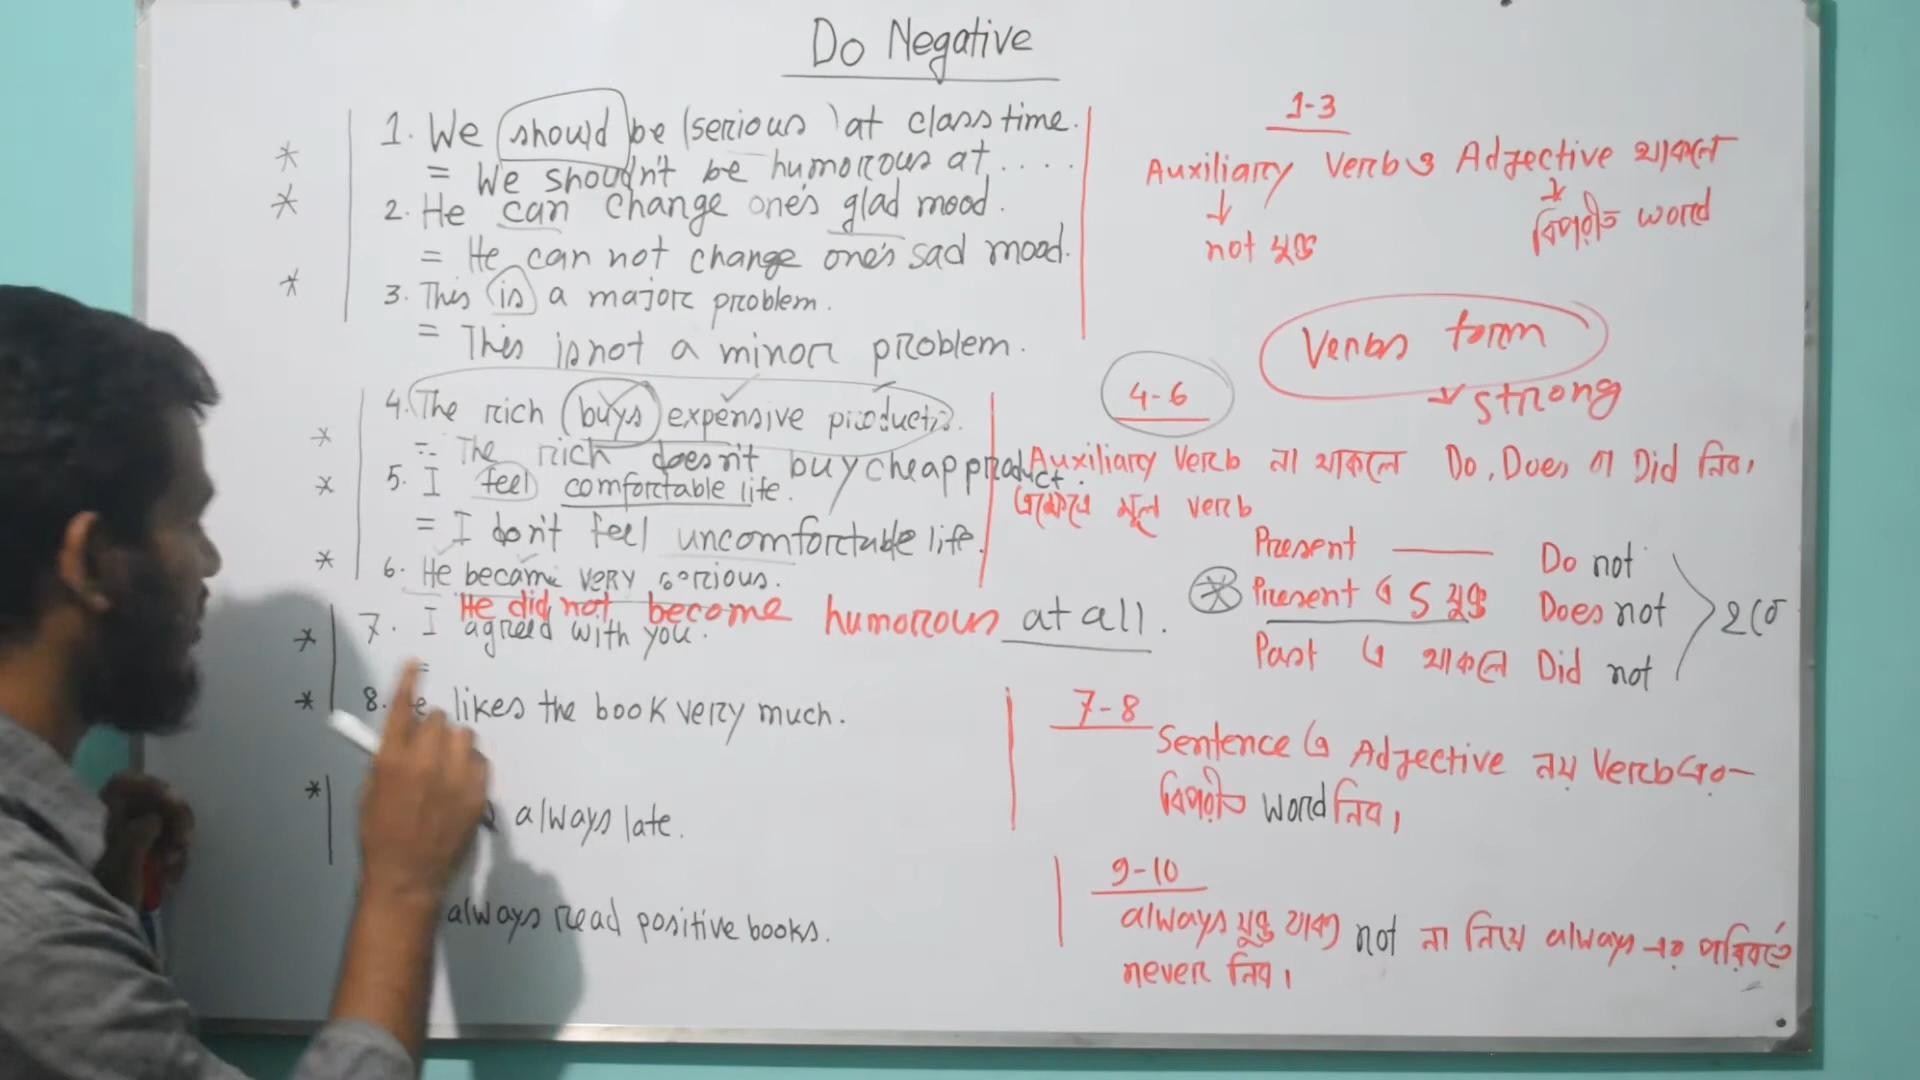 Do Negative
1. We should be (serious) at class time.
= We shouldn't be humorous at ....
2. He can change one's glad mood.
= He can not change one's sad mood.
3. This is a major problem.
= This is not a minor problem.
4. The rich buys expensive products.
= The rich doesn't buy cheap product.
5. I feel comfortable life.
= I don't feel uncomfortable life.
6. He became very serious.
He did not become humorous at all.
7. I agreed with you.
=
8. likes the book very much.
always late.
always read positive books.
1-3
Auxiliary Verb ও Adjective থাকলে
not যুক্ত
বিপরীত word
Verbs form
strong
4-6
Auxiliary Verb না থাকলে Do, Does বা Did নিব।
মূল verb
Present —— Do not
Present এ S যুক্ত Does not
Past এ থাকলে Did not
7-8
Sentence এ Adjective নয় Verb এর-
বিপরীত word নিব।
9-10
always যুক্ত বাক্য not না নিয়ে always এর পরিবর্তে
never নিব।